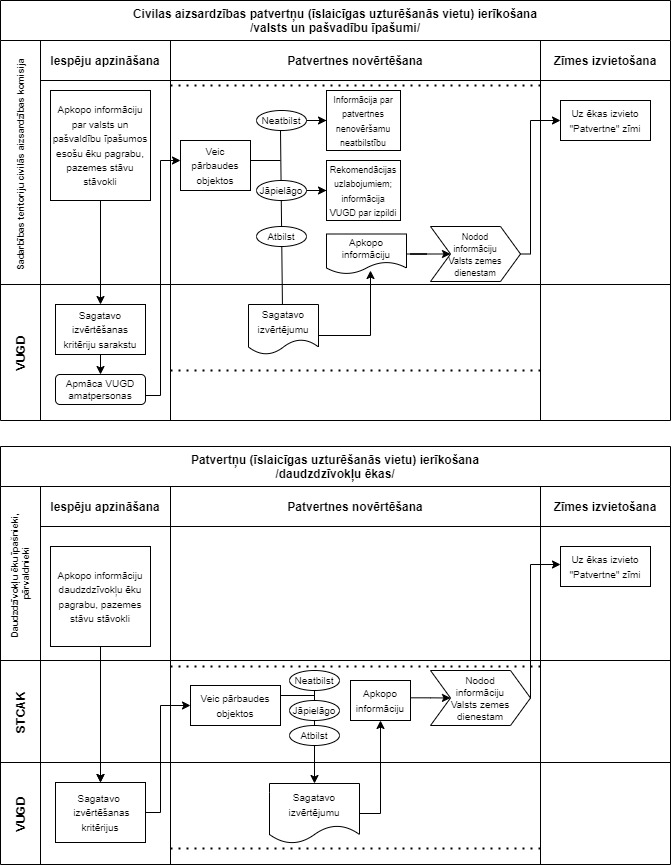 Civilas aizsardzības patvertņu (īslaicīgas uzturēšanās vietu) ierīkošana
/valsts un pašvadību īpašumi/
Iespēju apzināšana
Patvertnes novērtēšana
Zīmes izvietošana
Sadarbības teritoriju civilās aizsardzības komisija
Apkopo informāciju
par valsts un
pašvaldību īpašumos
esošu ēku pagrabu,
pazemes stāvu
stāvokli
Veic
pārbaudes
objektos
Neatbilst
Informācija par
patvertnes
nenovēršamu
neatbilstību
Jāpielāgo
Rekomendācijas
uzlabojumiem;
informācija
VUGD par izpildi
Atbilst
Apkopo
informāciju
Nodod
informāciju
Valsts zemes
dienestam
Uz ēkas izvieto
"Patvertne" zīmi
VUGD
Sagatavo
izvērtēšanas
kritēriju sarakstu
Apmāca VUGD
amatpersonas
Sagatavo
izvērtējumu
Patvertņu (īslaicīgas uzturēšanās vietu) ierīkošana
/daudzdzīvokļu ēkas/
Iespēju apzināšana
Patvertnes novērtēšana
Zīmes izvietošana
Daudzdzīvokļu ēku īpašnieki,
pārvaldnieki
Apkopo informāciju
daudzdzīvokļu ēku
pagrabu, pazemes
stāvu stāvokli
Uz ēkas izvieto
"Patvertne" zīmi
STCAK
Veic pārbaudes
objektos
Neatbilst
Jāpielāgo
Atbilst
Apkopo
informāciju
Nodod
informāciju
Valsts zemes
dienestam
VUGD
Sagatavo
izvērtēšanas
kritērijus
Sagatavo
izvērtējumu